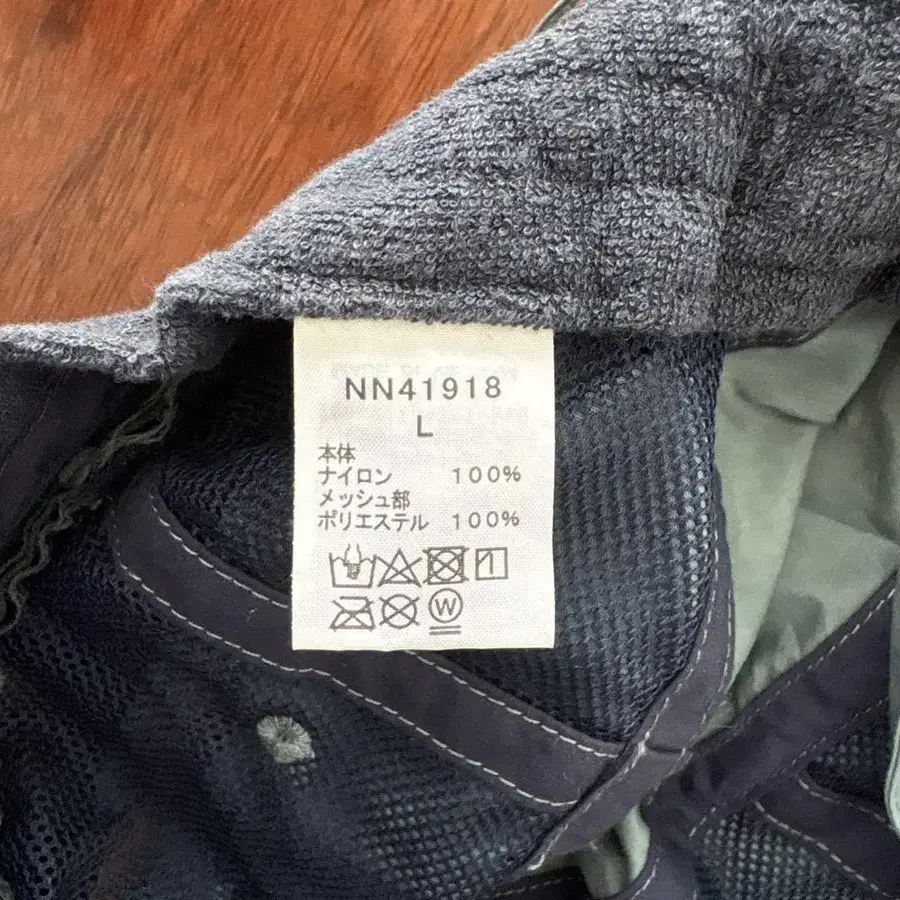 NN41918
L
本体
ナイロン 100%
メッシュ部
ポリエステル 100%
W